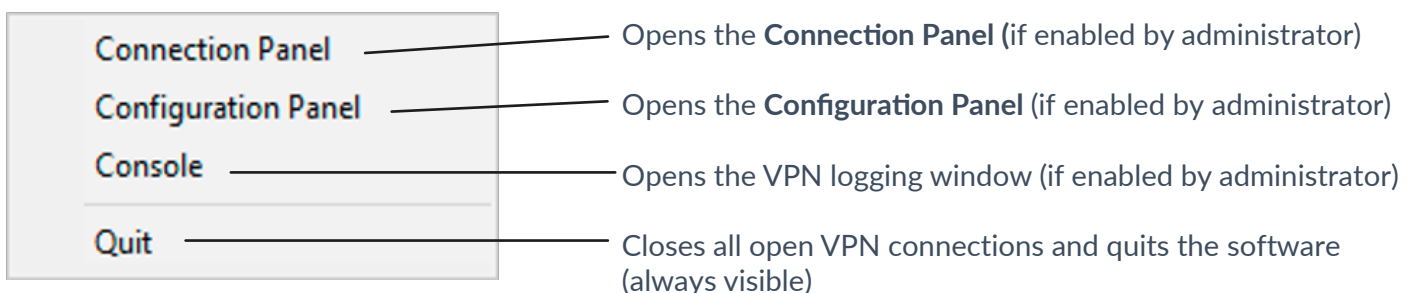 Connection Panel
Opens the Connection Panel (if enabled by administrator)
Configuration Panel
Opens the Configuration Panel (if enabled by administrator)
Console
Opens the VPN logging window (if enabled by administrator)
Quit
Closes all open VPN connections and quits the software
(always visible)